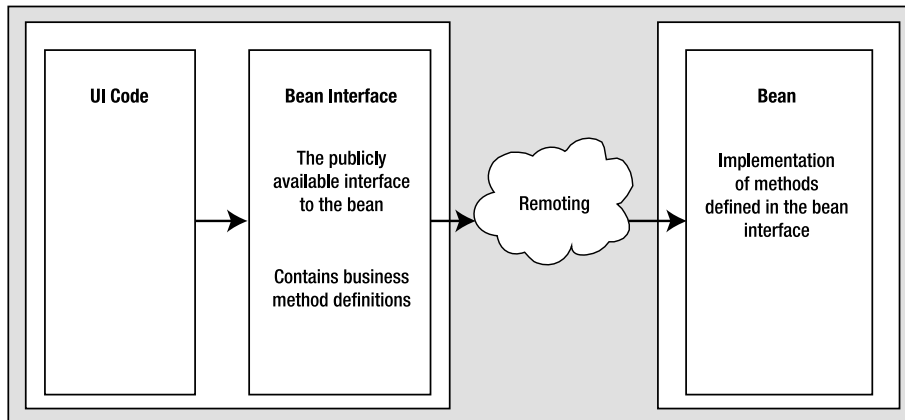 UI Code
Bean Interface
The publicly
available interface
to the bean
Contains business
method definitions
Remoting
Bean
Implementation
of methods
defined in the bean
interface